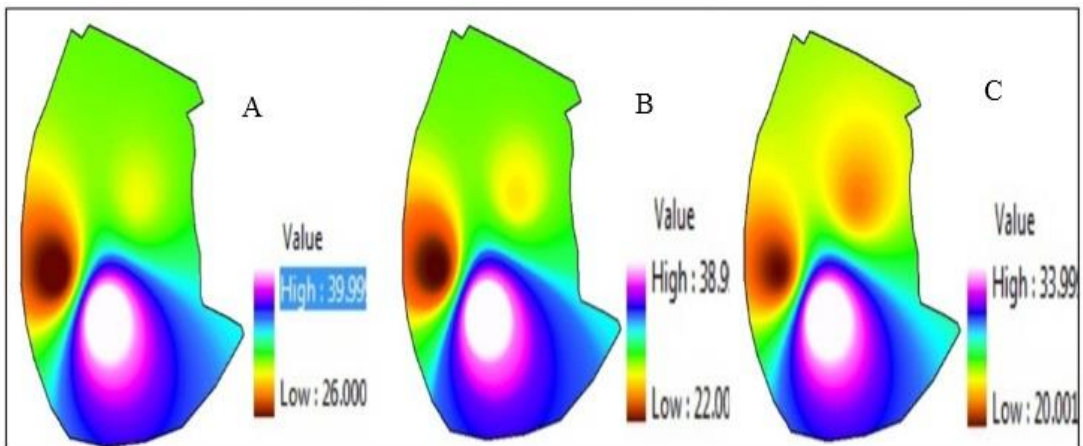 A
Value
High : 39.99
Low : 26.000
B
Value
High : 38.9
Low : 22.00
C
Value
High : 33.99
Low : 20.001